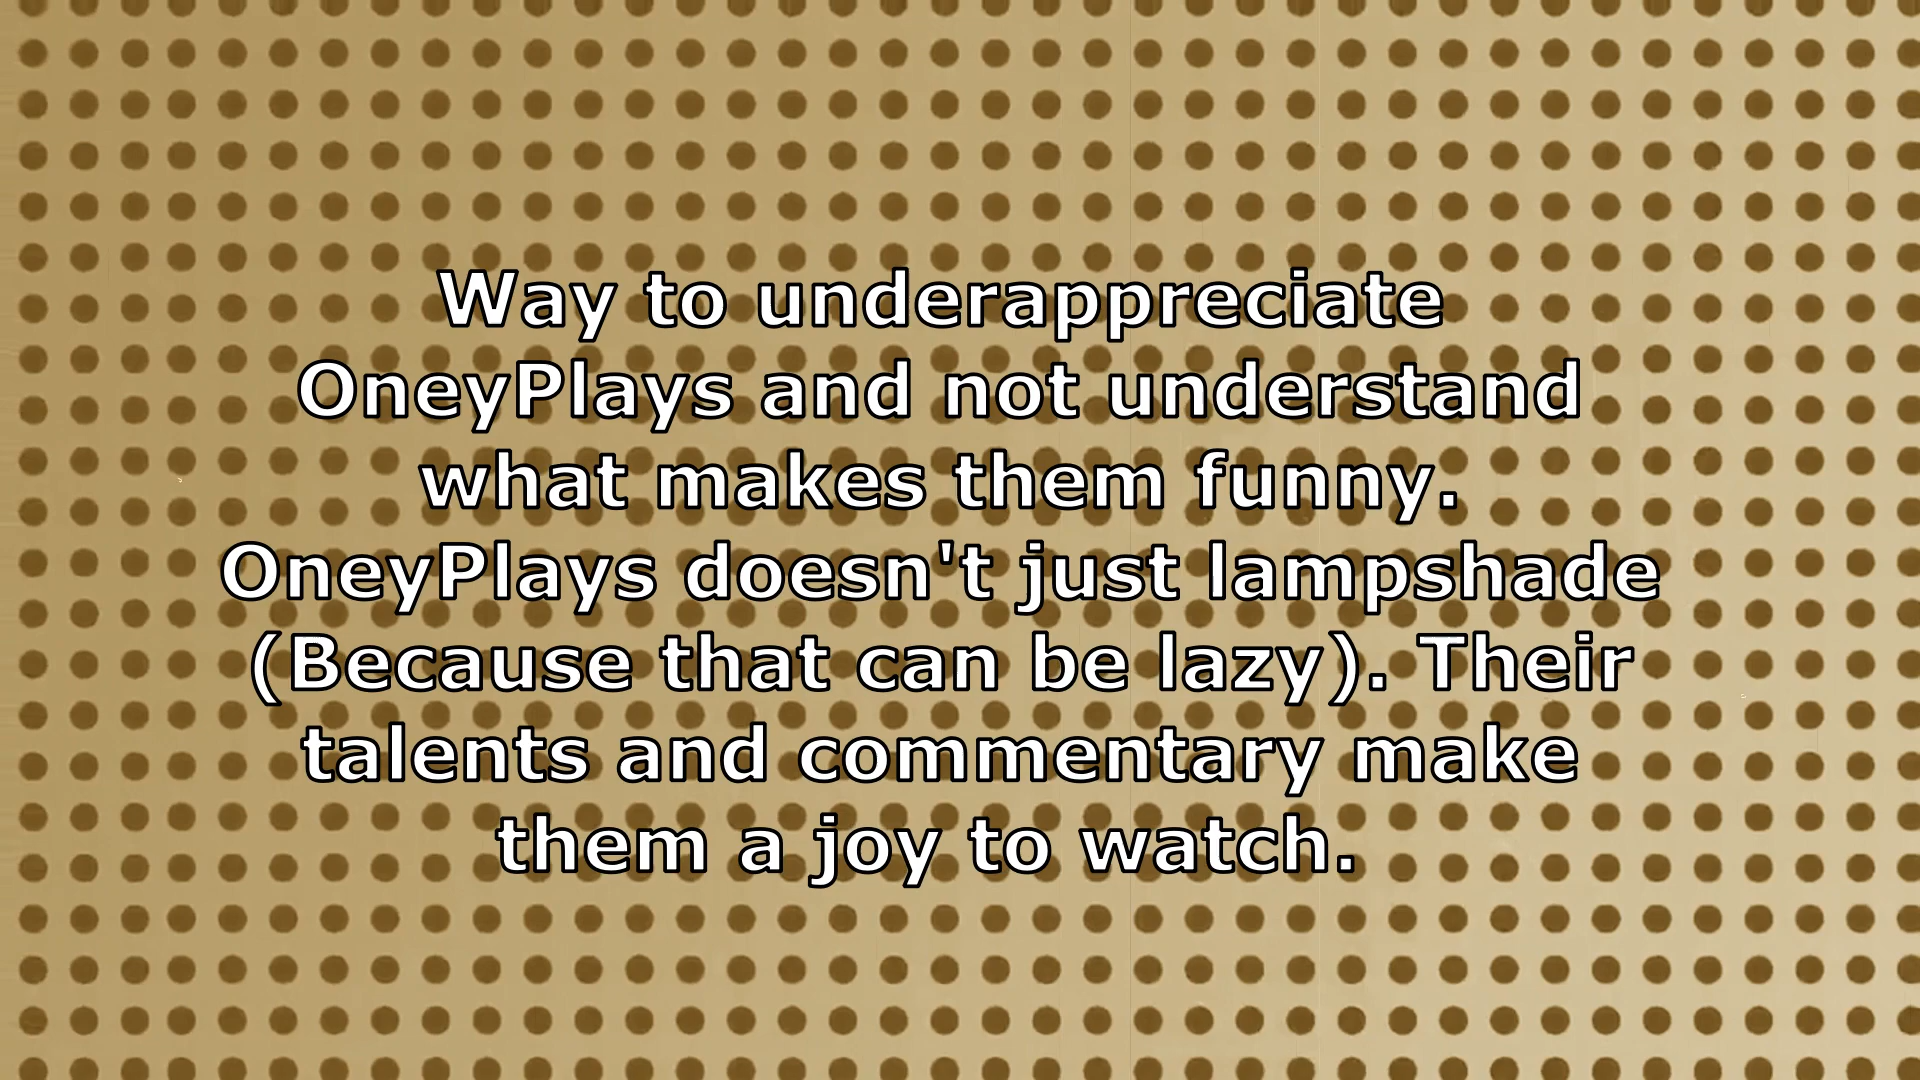 Way to underappreciate
OneyPlays and not understand
what makes them funny.
OneyPlays doesn't just lampshade
(Because that can be lazy). Their
talents and commentary make
them a joy to watch.